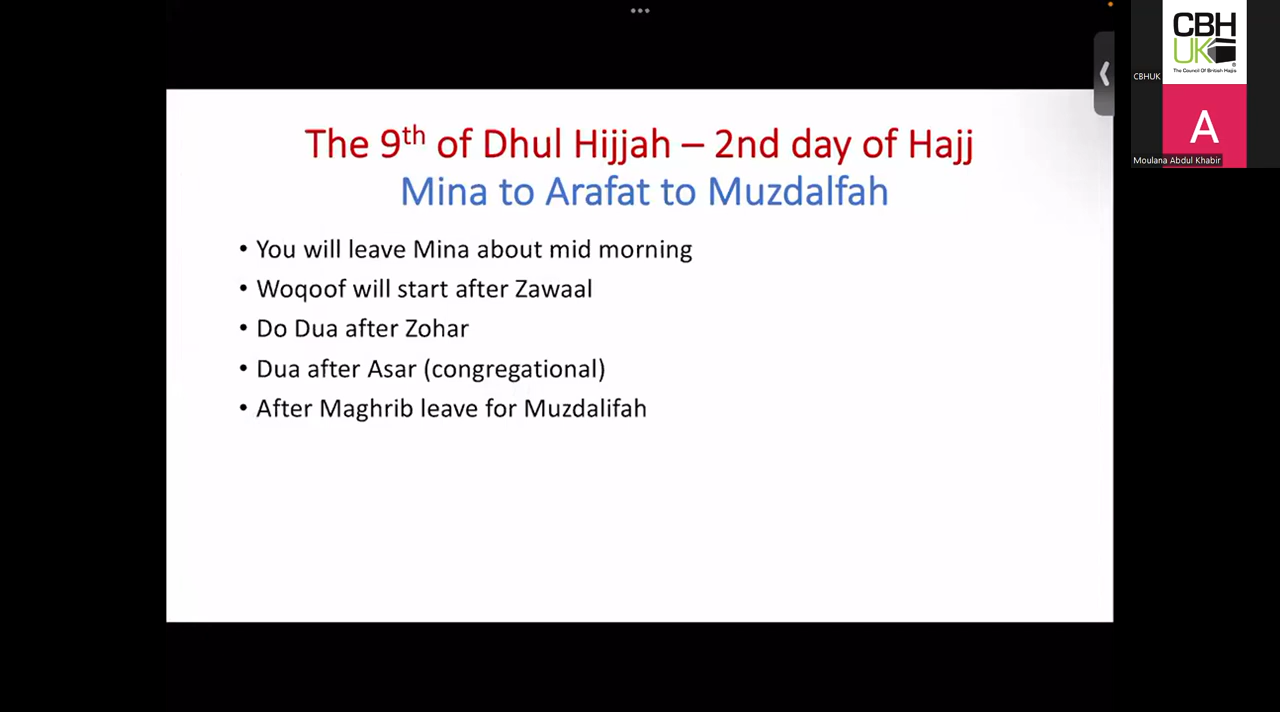 CBH
UK
The Council Of British Hajjis
CBHUK
A
Moulana Abdul Khabir
The 9th of Dhul Hijjah – 2nd day of Hajj
Mina to Arafat to Muzdalfah
• You will leave Mina about mid morning
• Woqoof will start after Zawaal
• Do Dua after Zohar
• Dua after Asar (congregational)
• After Maghrib leave for Muzdalifah